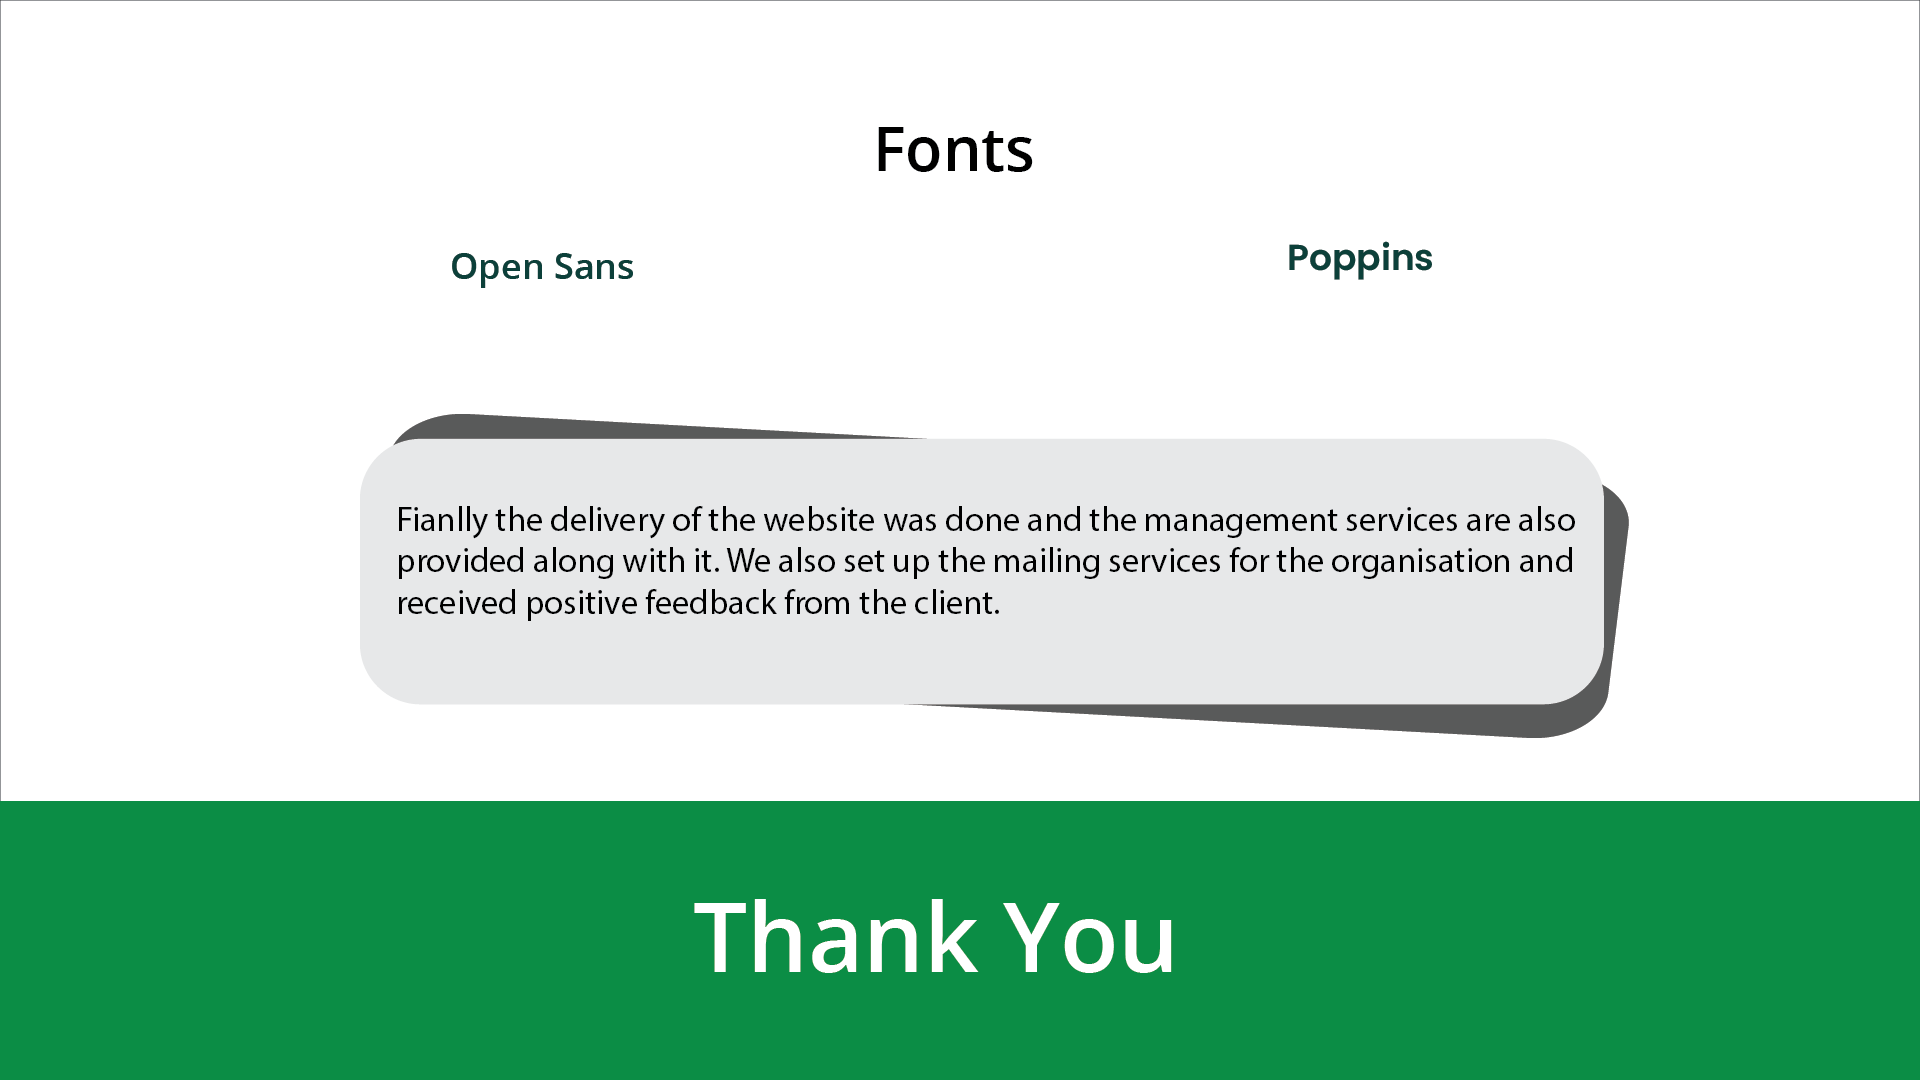 Fonts
Open Sans
Poppins
Fianlly the delivery of the website was done and the management services are also
provided along with it. We also set up the mailing services for the organisation and
received positive feedback from the client.
Thank You